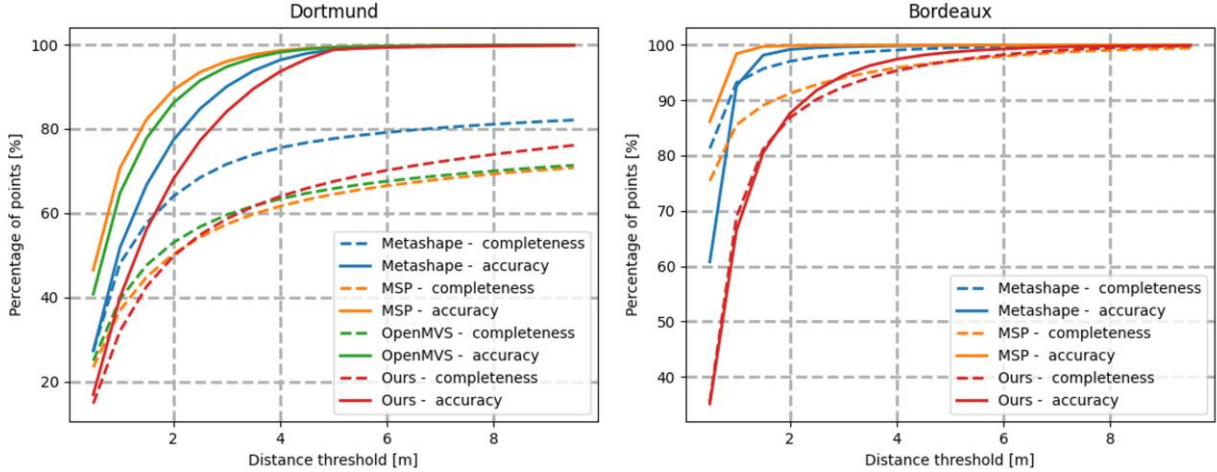 Dortmund
Percentage of points [%]
100
80
60
40
20
2
4
6
8
Distance threshold [m]
Metashape - completeness
Metashape - accuracy
MSP - completeness
MSP - accuracy
OpenMVS - completeness
OpenMVS - accuracy
Ours - completeness
Ours - accuracy
Bordeaux
Percentage of points [%]
100
90
80
70
60
50
40
2
4
6
8
Distance threshold [m]
Metashape - completeness
Metashape - accuracy
MSP - completeness
MSP - accuracy
Ours - completeness
Ours - accuracy